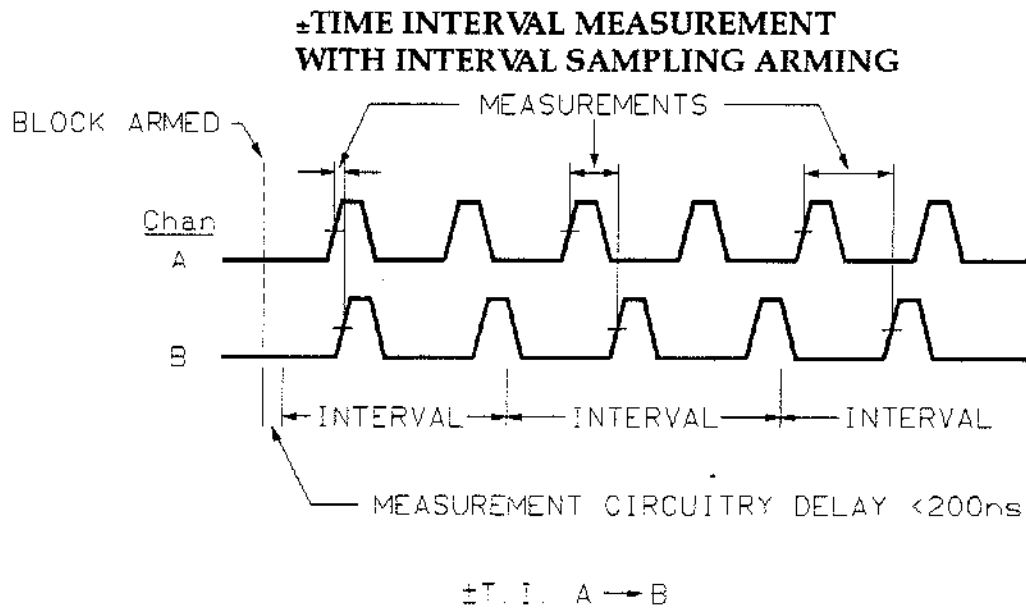 ±TIME INTERVAL MEASUREMENT
WITH INTERVAL SAMPLING ARMING
MEASUREMENTS
BLOCK ARMED
Chan
A
B
INTERVAL INTERVAL INTERVAL
MEASUREMENT CIRCUITRY DELAY <200ns
±T.I. A → B